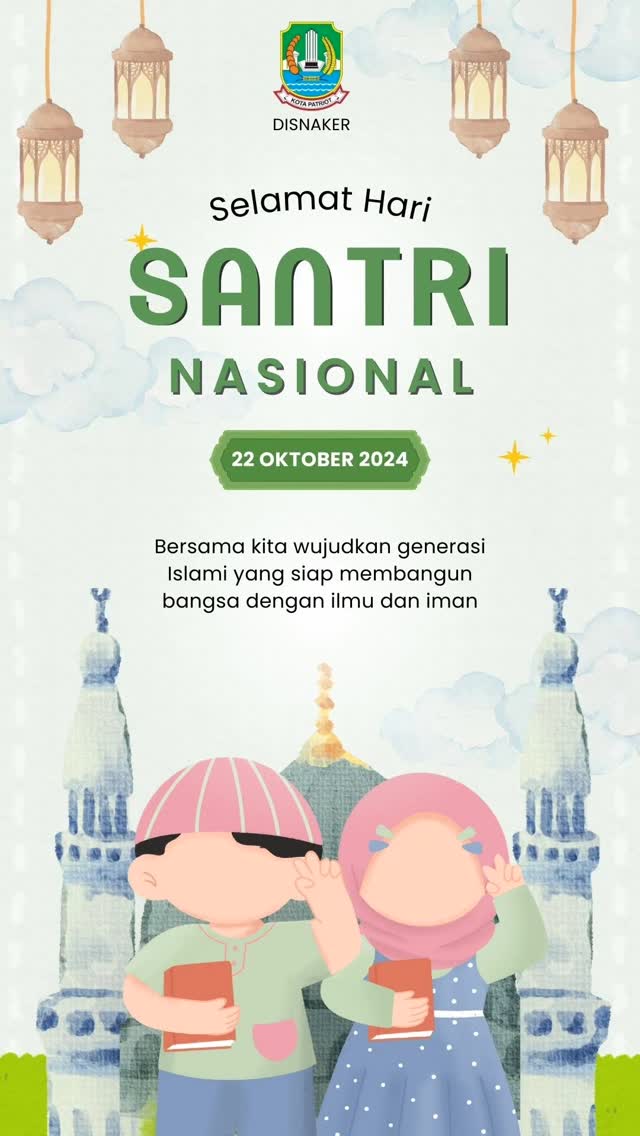 KOTA PATRIOT
DISNAKER
Selamat Hari
SANTRI
NASIONAL
22 OKTOBER 2024
Bersama kita wujudkan generasi
Islami yang siap membangun
bangsa dengan ilmu dan iman